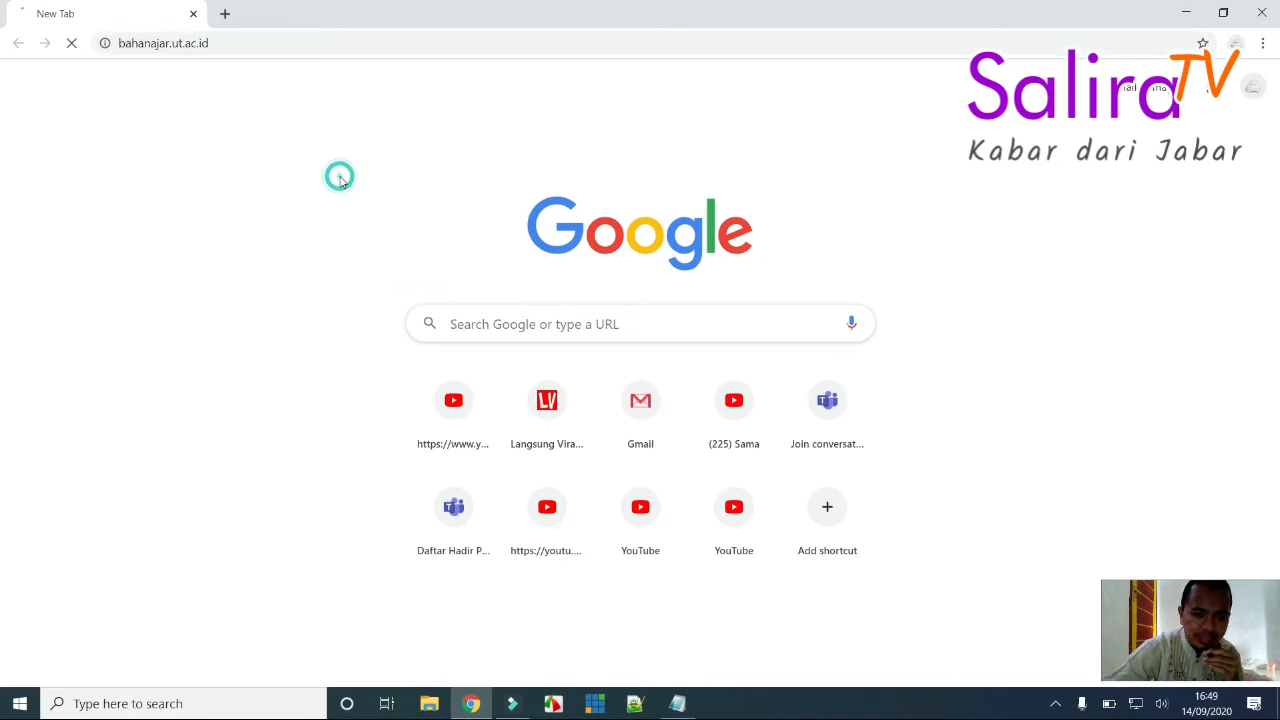 New Tab
bahanajar.ut.ac.id
Salira TV
Kabar dari Jabar
Google
Search Google or type a URL
https://www.y...
Langsung Vira...
Gmail
(225) Sama
Join conversat...
Daftar Hadir P...
https://youtu....
YouTube
YouTube
Add shortcut
Type here to search
16:49
14/09/2020